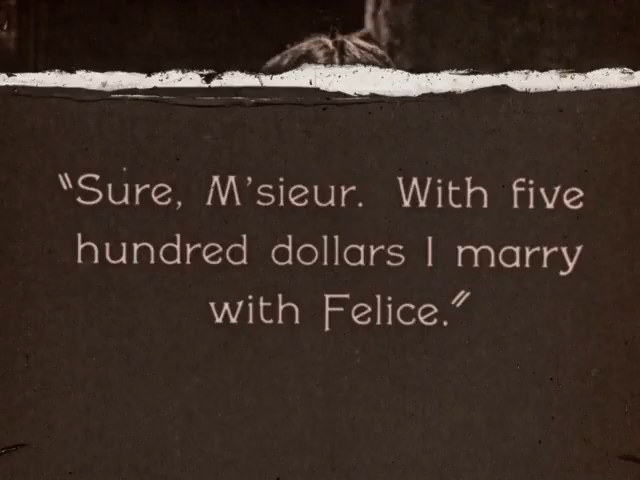 "Sure, M'sieur. With five
hundred dollars I marry
with Felice."